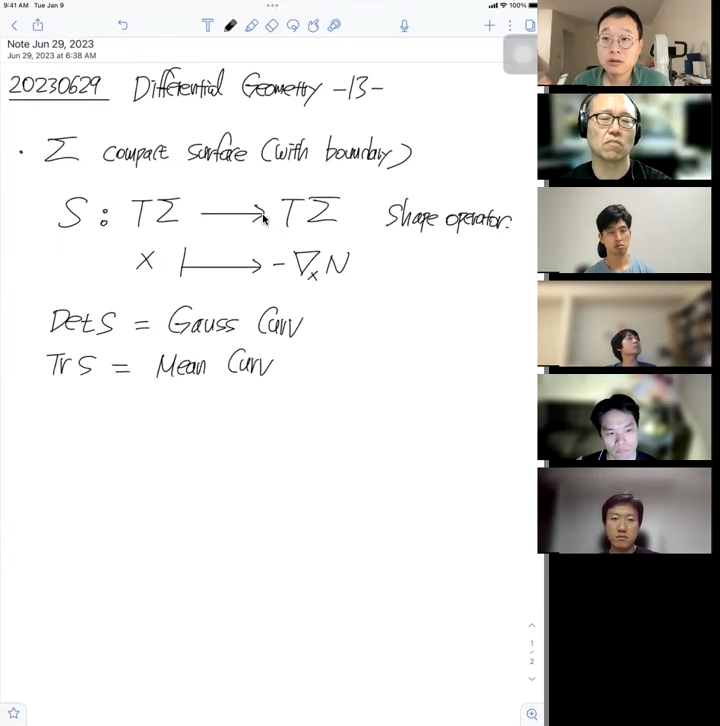 9:41 AM Tue Jan 9
100%
Note Jun 29, 2023
Jun 29, 2023 at 6:38 AM
20230629 Differential Geometry -13-
· Σ compact surface (with boundary)
S : TΣ ⟶ TΣ Shape operator.
X ⟼ -∇ₓN
Det S = Gauss Curv
Tr S = Mean Curv
1
/
2